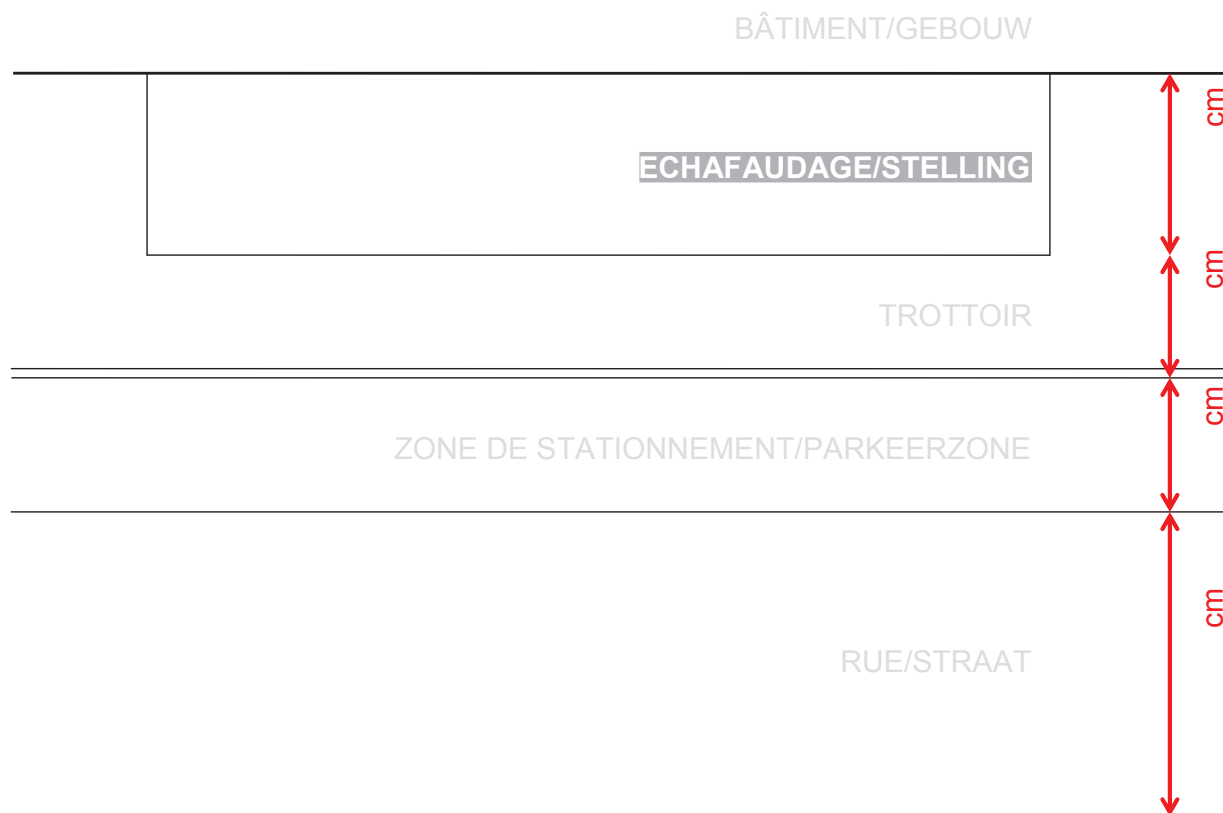 BÂTIMENT/GEBOUW
cm
ECHAFAUDAGE/STELLING
cm
TROTTOIR
cm
ZONE DE STATIONNEMENT/PARKEERZONE
cm
RUE/STRAAT